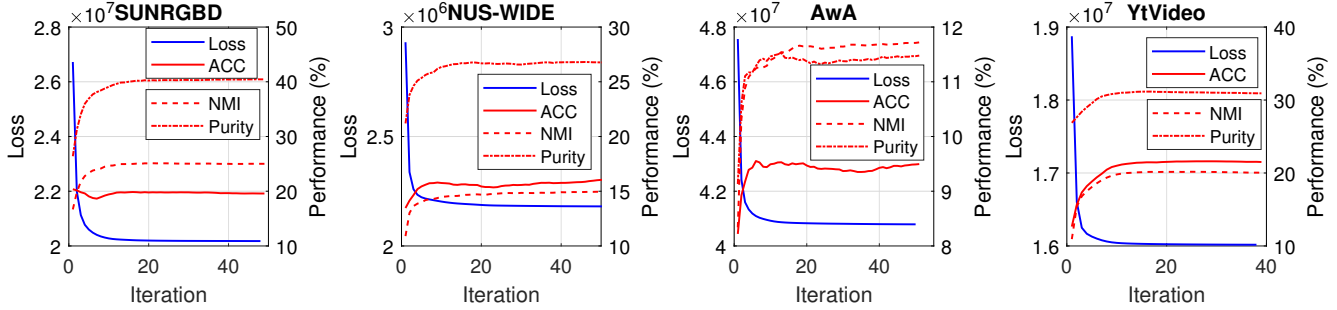 ×10⁷ SUNRGBD
2.8
2.6
2.4
2.2
2
Loss
50
40
30
20
10
Performance (%)
0
20
40
Iteration
Loss
ACC
NMI
Purity
×10⁶ NUS-WIDE
3
2.5
2
Loss
30
25
20
15
10
Performance (%)
0
20
40
Iteration
Loss
ACC
NMI
Purity
×10⁷ AwA
4.8
4.6
4.4
4.2
4
Loss
12
11
10
9
8
Performance (%)
0
20
40
Iteration
Loss
ACC
NMI
Purity
×10⁷ YtVideo
1.9
1.8
1.7
1.6
Loss
40
30
20
10
Performance (%)
0
20
40
Iteration
Loss
ACC
NMI
Purity